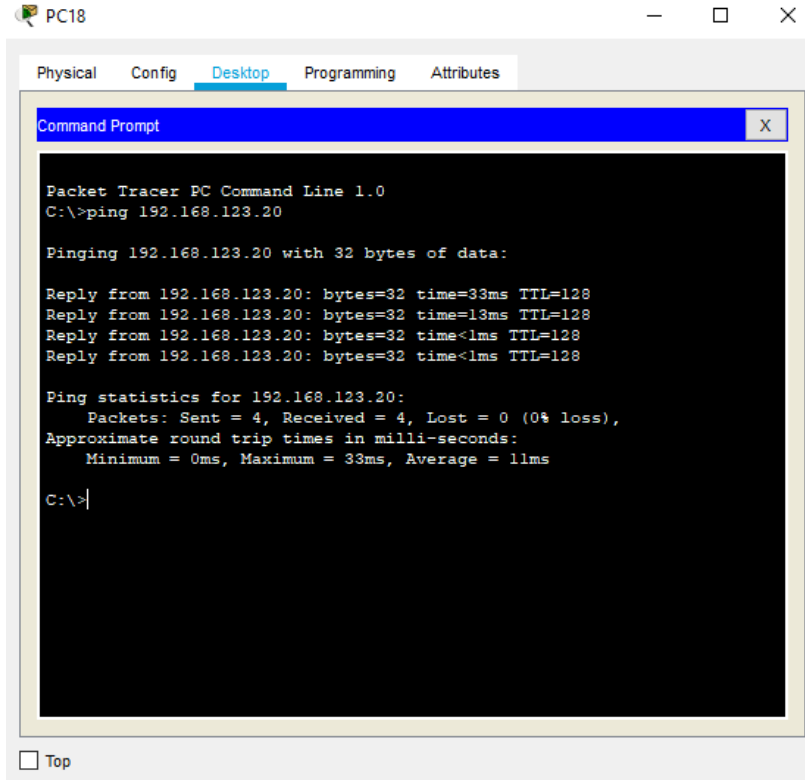 PC18
Physical Config Desktop Programming Attributes
Command Prompt
X
Packet Tracer PC Command Line 1.0
C:\>ping 192.168.123.20
Pinging 192.168.123.20 with 32 bytes of data:
Reply from 192.168.123.20: bytes=32 time=33ms TTL=128
Reply from 192.168.123.20: bytes=32 time=13ms TTL=128
Reply from 192.168.123.20: bytes=32 time<1ms TTL=128
Reply from 192.168.123.20: bytes=32 time<1ms TTL=128
Ping statistics for 192.168.123.20:
Packets: Sent = 4, Received = 4, Lost = 0 (0% loss),
Approximate round trip times in milli-seconds:
Minimum = 0ms, Maximum = 33ms, Average = 11ms
C:\>
Top